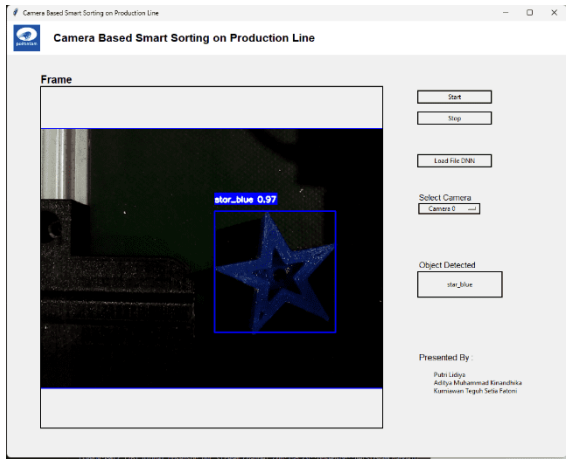 Camera Based Smart Sorting on Production Line
Camera Based Smart Sorting on Production Line
Frame
star_blue 0.97
Start
Stop
Load File DNN
Select Camera
Camera 0
Object Detected
star_blue
Presented By :
Putri Lidiya
Aditya Muhammad Kinandhika
Kurniawan Teguh Setia Fatoni